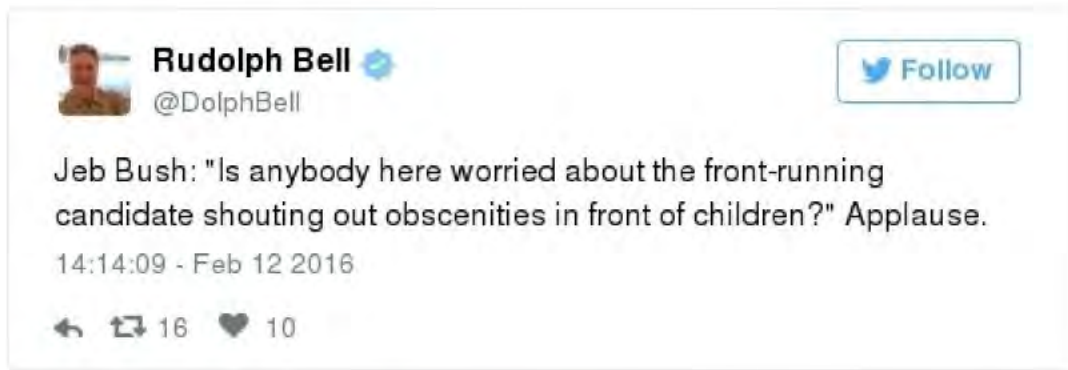 Rudolph Bell
@DolphBell
Follow
Jeb Bush: "Is anybody here worried about the front-running
candidate shouting out obscenities in front of children?" Applause.
14:14:09 - Feb 12 2016
16 10